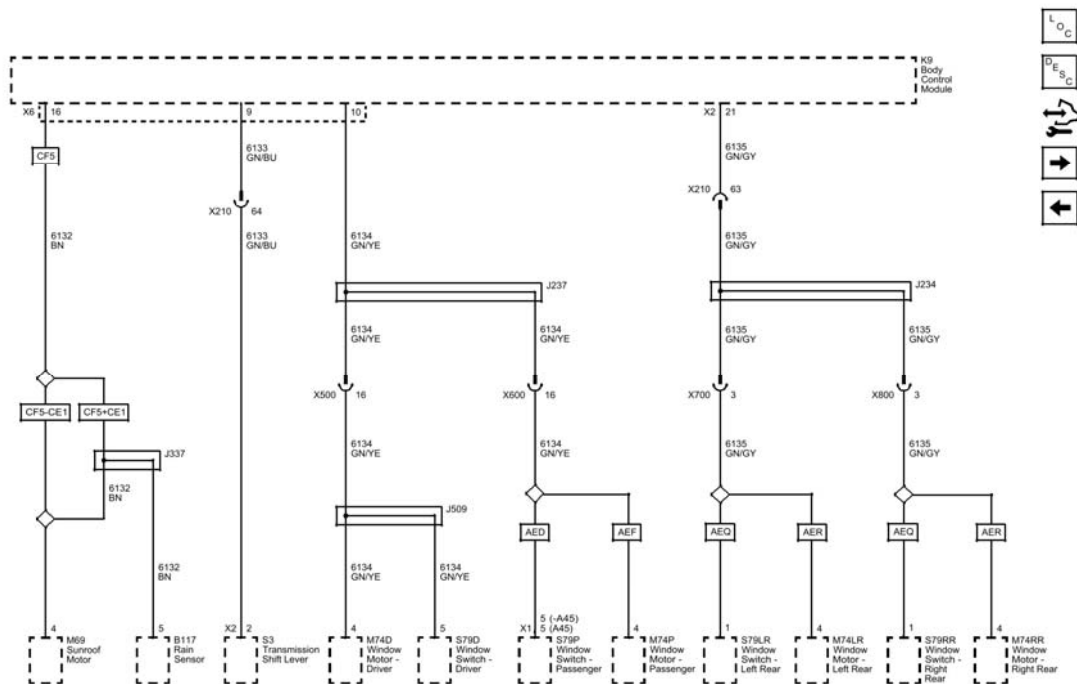 LOC
DESC
K9
Body
Control
Module
X6 16
9
10
X2 21
CF5
6133
GN/BU
6135
GN/GY
X210 64
X210 63
6132
BN
6133
GN/BU
6134
GN/YE
6135
GN/GY
J237
J234
6134
GN/YE
6134
GN/YE
6135
GN/GY
6135
GN/GY
X500 16
X600 16
X700 3
X800 3
CF5-CE1
CF5+CE1
J337
6132
BN
6134
GN/YE
6134
GN/YE
6135
GN/GY
6135
GN/GY
J509
AED
AEF
AEQ
AER
AEQ
AER
6132
BN
6134
GN/YE
6134
GN/YE
4
M69
Sunroof
Motor
5
B117
Rain
Sensor
X2 2
S3
Transmission
Shift Lever
4
M74D
Window
Motor -
Driver
5
S79D
Window
Switch -
Driver
5 (-A45)
X1 5 (A45)
S79P
Window
Switch -
Passenger
4
M74P
Window
Motor -
Passenger
1
S79LR
Window
Switch -
Left Rear
4
M74LR
Window
Motor -
Left Rear
1
S79RR
Window
Switch -
Right
Rear
4
M74RR
Window
Motor -
Right Rear